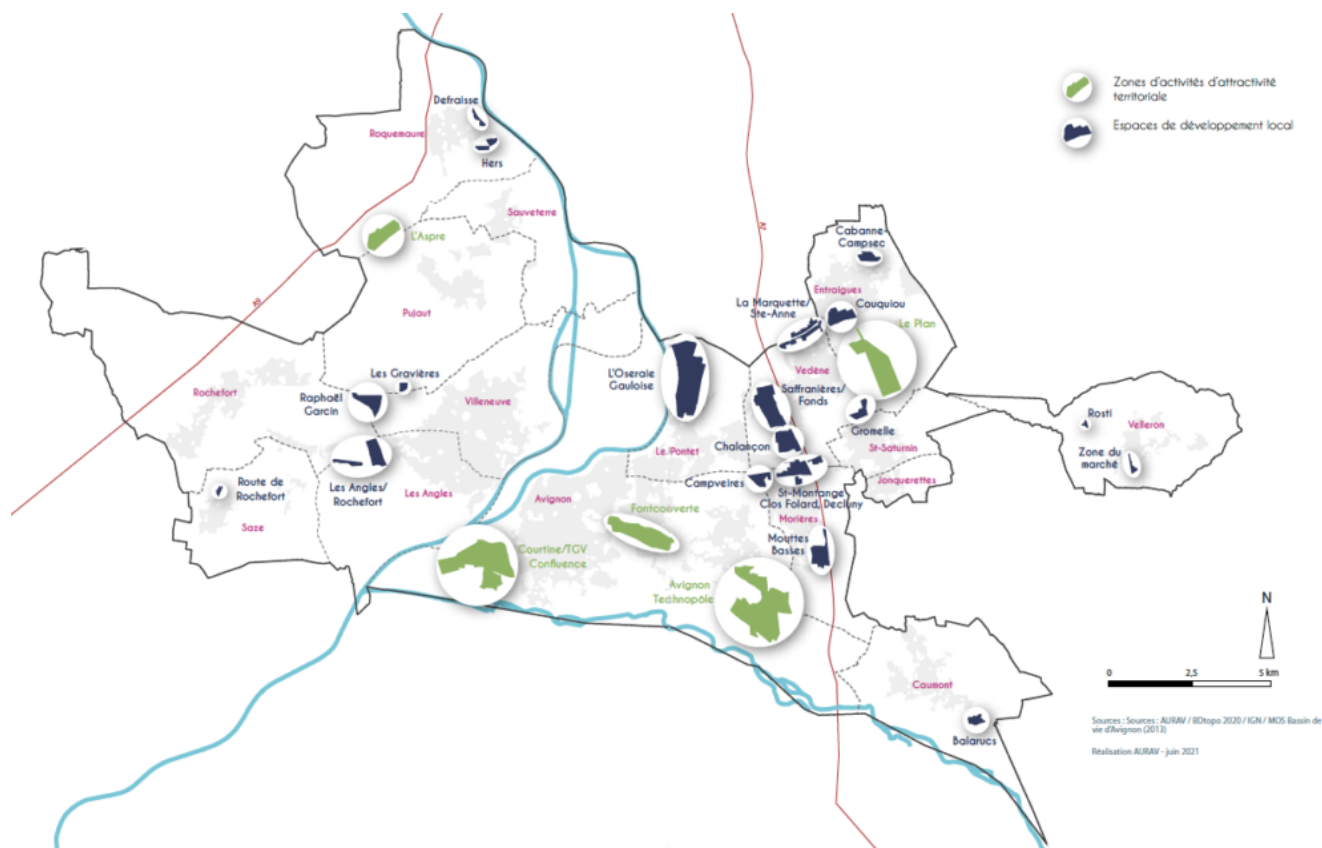 Zones d'activités d'attractivité
territoriale
Espaces de développement local
Defraisse
Roquemaure
Hers
Sauveterre
L'Aspre
A9
A7
Cabanne-
Campsec
Entraigues
La Marquette/
Ste-Anne
Couquiou
Le Plan
Pujaut
Vedène
L'Oseraie
Gauloise
Les Gravières
Saffranières/
Fonds
Rochefort
Raphaël
Garcin
Villeneuve
Rosti
Velleron
Gromelle
Chalançon
St-Saturnin
Le Pontet
Zone du
marché
Campveires
Jonquerettes
Route de
Rochefort
Les Angles/
Rochefort
Les Angles
Avignon
St-Montange
Clos Folard, Decluny
Fontcouverte
Morières
Saze
Mouttes
Basses
Courtine/TGV
Confluence
Avignon
Technopôle
N
0
2,5
5 km
Caumont
Balarucs
Sources : Sources : AURAV / BDtopo 2020 / IGN / MOS Bassin de
vie d'Avignon (2013)
Réalisation AURAV - juin 2021